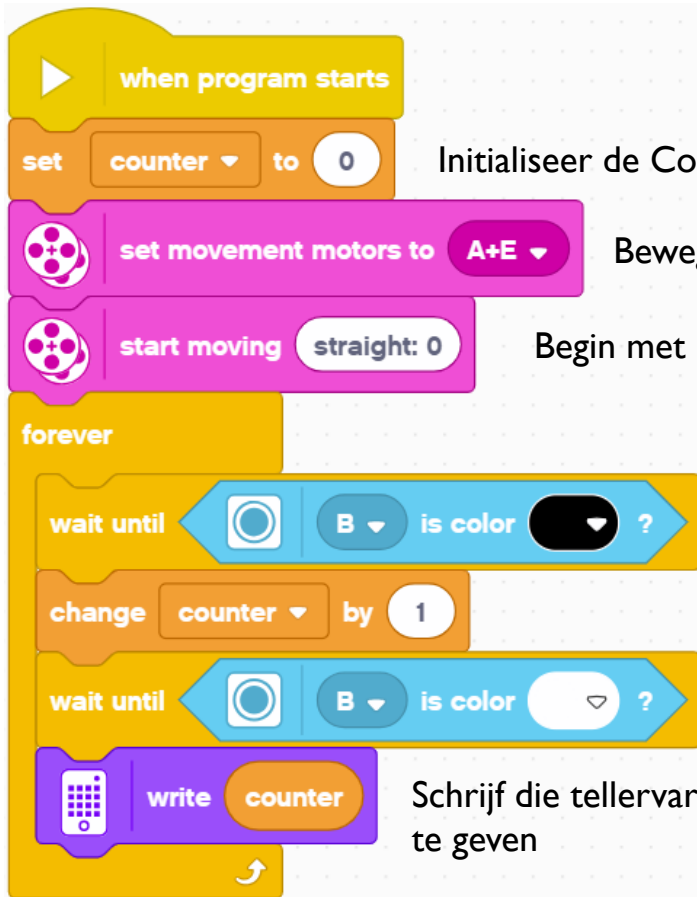 when program starts
set counter to 0 Initialiseer de Co
set movement motors to A+E Beweg
start moving straight: 0 Begin met
forever
wait until B is color ?
change counter by 1
wait until B is color ?
write counter Schrijf die tellervar
te geven